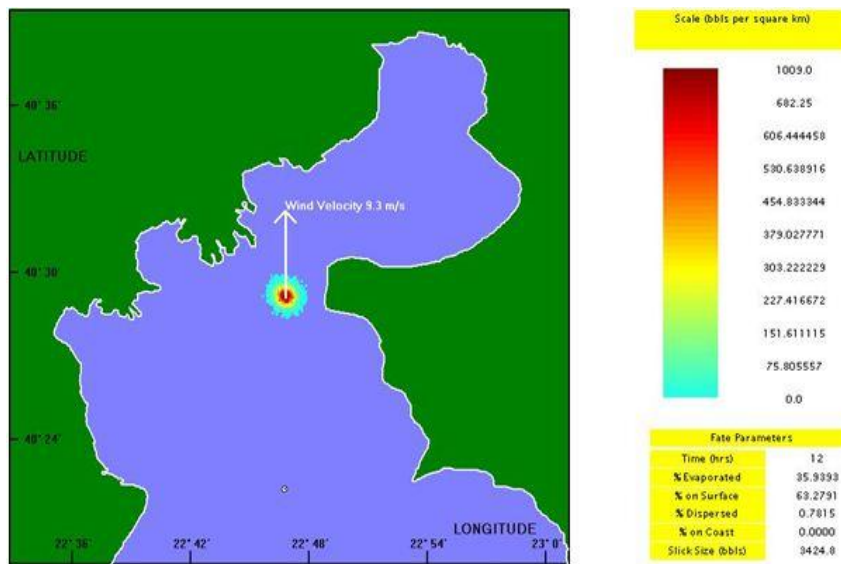 40° 36'
LATITUDE
Wind Velocity 9.3 m/s
40° 30'
40° 24'
LONGITUDE
22° 36' 22° 42' 22° 48' 22° 54' 23° 0'
Scale (bbls per square km)
1009.0
682.25
606.444458
530.638916
454.833344
379.027771
303.222229
227.416672
151.611115
75.805557
0.0
Fate Parameters
Time (hrs) 12
% Evaporated 35.9393
% on Surface 63.2791
% Dispersed 0.7815
% on Coast 0.0000
Slick Size (bbls) 3424.8